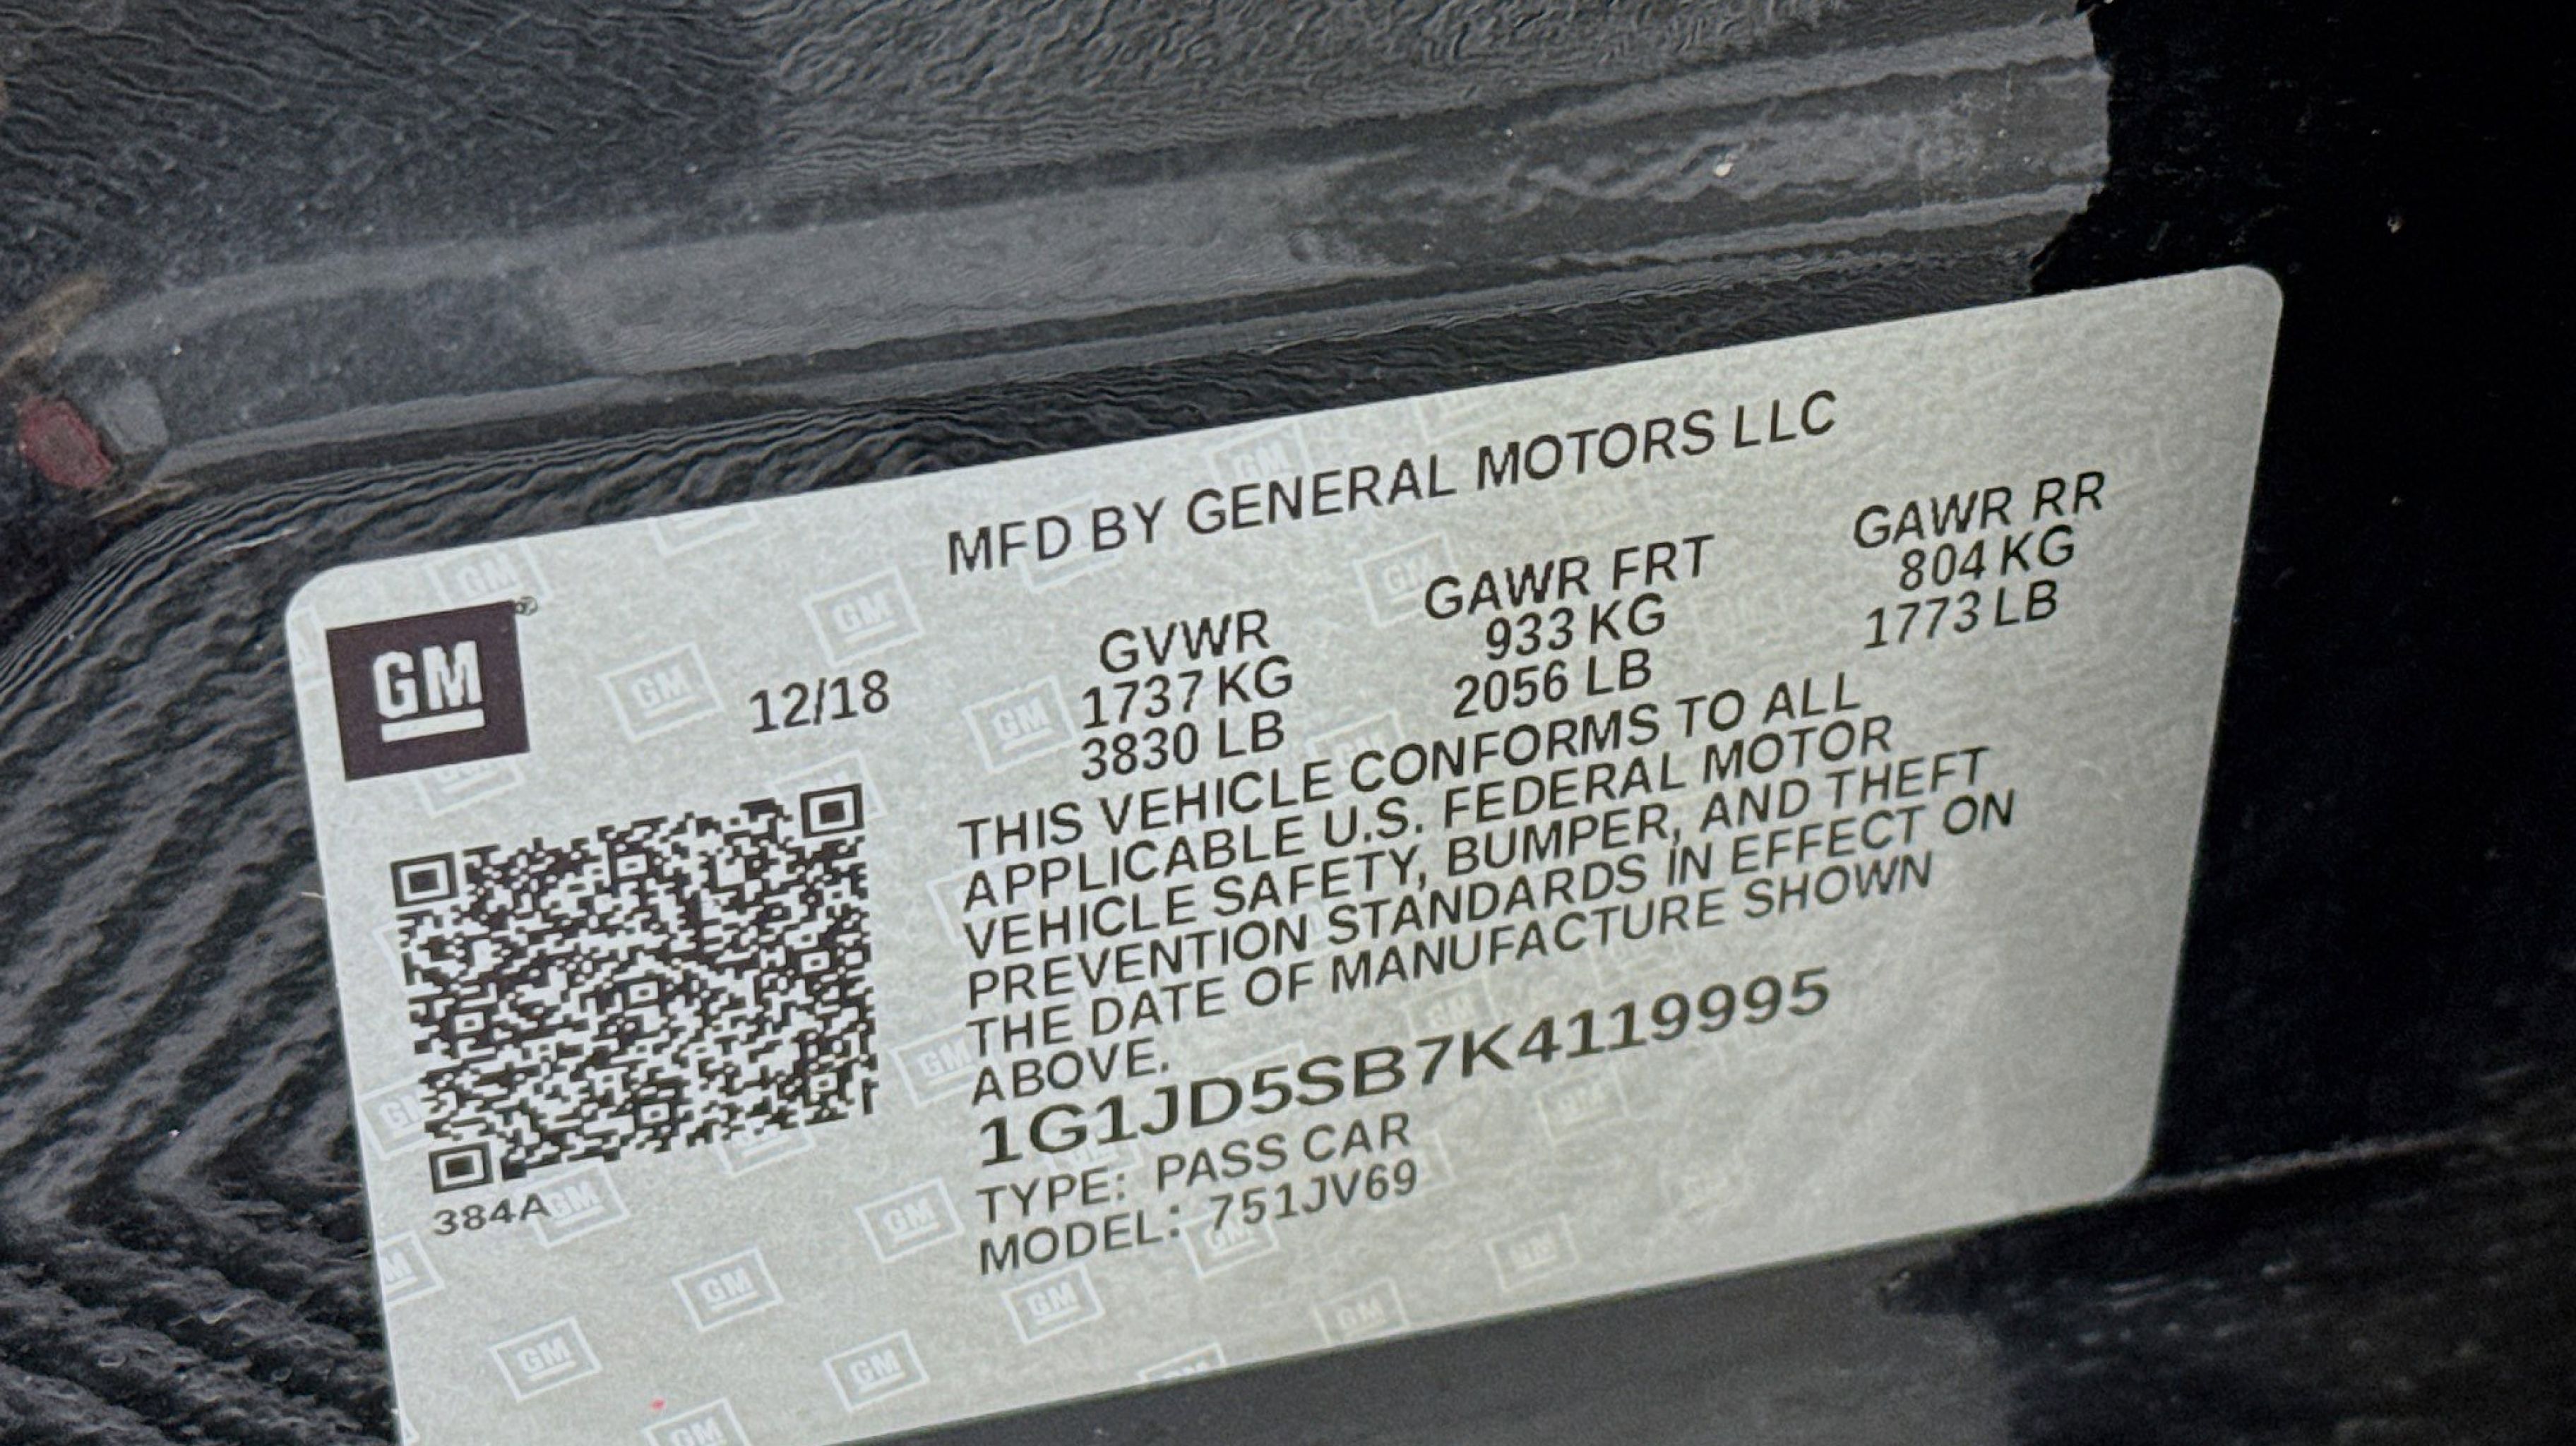 MFD BY GENERAL MOTORS LLC
GM
12/18
GVWR GAWR FRT GAWR RR
1737 KG 933 KG 804 KG
3830 LB 2056 LB 1773 LB
THIS VEHICLE CONFORMS TO ALL
APPLICABLE U.S. FEDERAL MOTOR
VEHICLE SAFETY, BUMPER, AND THEFT
PREVENTION STANDARDS IN EFFECT ON
THE DATE OF MANUFACTURE SHOWN
ABOVE.
1G1JD5SB7K4119995
TYPE: PASS CAR
MODEL: 751JV69
384A